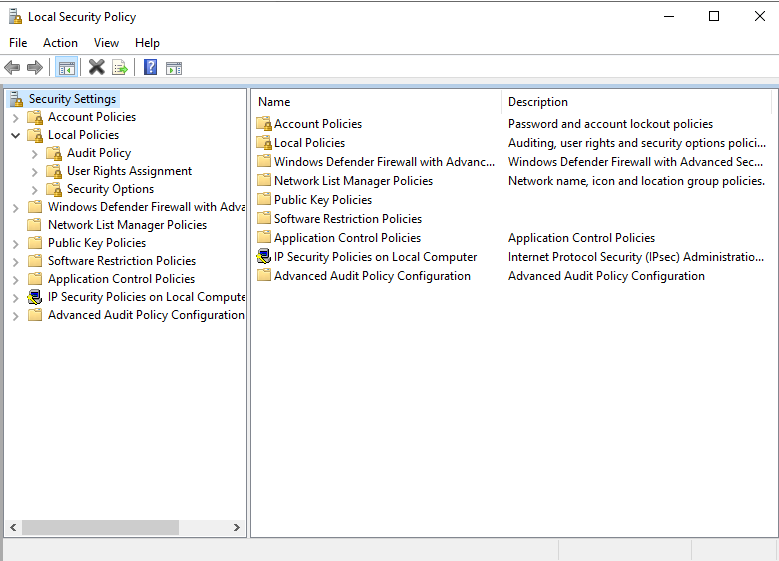 Local Security Policy
File Action View Help
Security Settings
Account Policies
Local Policies
Audit Policy
User Rights Assignment
Security Options
Windows Defender Firewall with Adva
Network List Manager Policies
Public Key Policies
Software Restriction Policies
Application Control Policies
IP Security Policies on Local Compute
Advanced Audit Policy Configuration
Name Description
Account Policies Password and account lockout policies
Local Policies Auditing, user rights and security options polici...
Windows Defender Firewall with Advanc... Windows Defender Firewall with Advanced Sec...
Network List Manager Policies Network name, icon and location group policies.
Public Key Policies
Software Restriction Policies
Application Control Policies Application Control Policies
IP Security Policies on Local Computer Internet Protocol Security (IPsec) Administratio...
Advanced Audit Policy Configuration Advanced Audit Policy Configuration